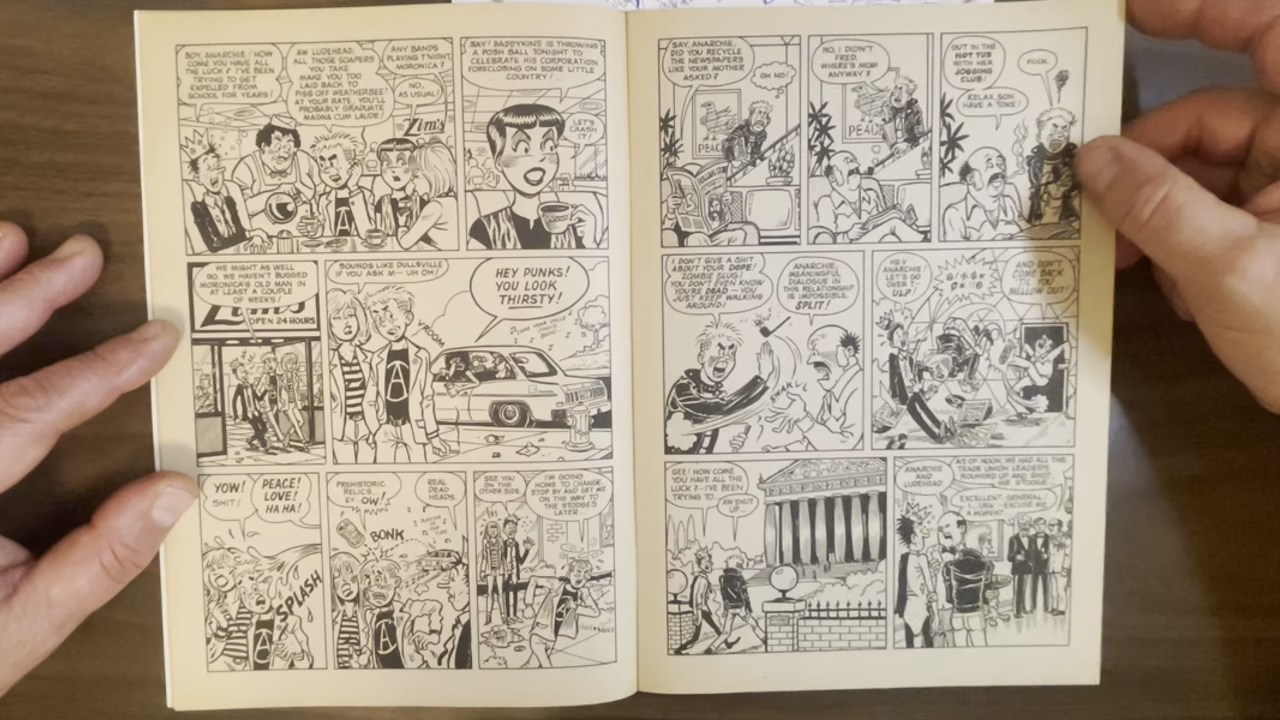 BOY, ANARCHIE! HOW
COME YOU HAVE ALL
THE LUCK? I'VE BEEN
TRYING TO GET
EXPELLED FROM
SCHOOL FOR YEARS!
AW LUDEHEAD,
ALL THOSE SOAPERS
YOU TAKE
MAKE YOU TOO
LAID BACK TO
PISS OFF WEATHERBEE!
AT YOUR RATE, YOU'LL
PROBABLY GRADUATE
MAGNA CUM LAUDE!
ANY BANDS
PLAYING T'NIGHT,
MORONICA?
NO,
AS USUAL!
Zim's
SAY! DADDYKINS IS THROWING
A POSH BALL TONIGHT TO
CELEBRATE HIS CORPORATION
FORECLOSING ON SOME LITTLE
COUNTRY!
LET'S
CRASH
IT!
WE MIGHT AS WELL
GO. WE HAVEN'T BUGGED
MORONICA'S OLD MAN IN
AT LEAST A COUPLE
OF WEEKS!
Zim's
OPEN 24 HOURS
SOUNDS LIKE DULLSVILLE
IF YOU ASK M-- UH OH!
VROOM
HEY PUNKS!
YOU LOOK
THIRSTY!
A
YOW!
SHIT!
PEACE!
LOVE!
HA HA!
SPLASH
A
PREHISTORIC
RELICS...
OW!
BONK
REAL
DEAD
HEADS.
SEE YOU
ON THE
OTHER SIDE.
I'M GOING
HOME TO CHANGE.
STOP BY AND GET ME
ON THE WAY TO
THE STODGE'S
LATER...
A
SAY, ANARCHIE,
DID YOU RECYCLE
THE NEWSPAPERS
LIKE YOUR MOTHER
ASKED?
OH NO!
PEACE
NO, I DIDN'T
FRED.
WHERE'S MOM
ANYWAY?
PEAC
OUT IN THE
HOT TUB
WITH HER
JOGGING
CLUB!
RELAX, SON
HAVE A TOKE!
I DON'T GIVE A SHIT
ABOUT YOUR DOPE!
ZOMBIE SLUG!
YOU DON'T EVEN KNOW
YOU'RE DEAD — YOU
JUST KEEP WALKING
AROUND!
ANARCHIE,
MEANINGFUL
DIALOGUE IN
THIS RELATIONSHIP
IS IMPOSSIBLE.
SPLIT!
HEY
ANARCHIE!
LET'S GO
OVER T-
ULP!
AND DON'T
COME BACK
'TIL YOU
MELLOW OUT!
GEE! HOW COME
YOU HAVE ALL THE
LUCK? I'VE BEEN
TRYING TO...
AW SHUT
UP...
ANARCHIE
AND
LUDEHEAD
AS OF NOON, WE HAD ALL THE
TRADE UNION LEADERS
ROUNDED UP AND SHOT
EXCELLENT, GENERAL!
EXCUSE ME
A MOMENT